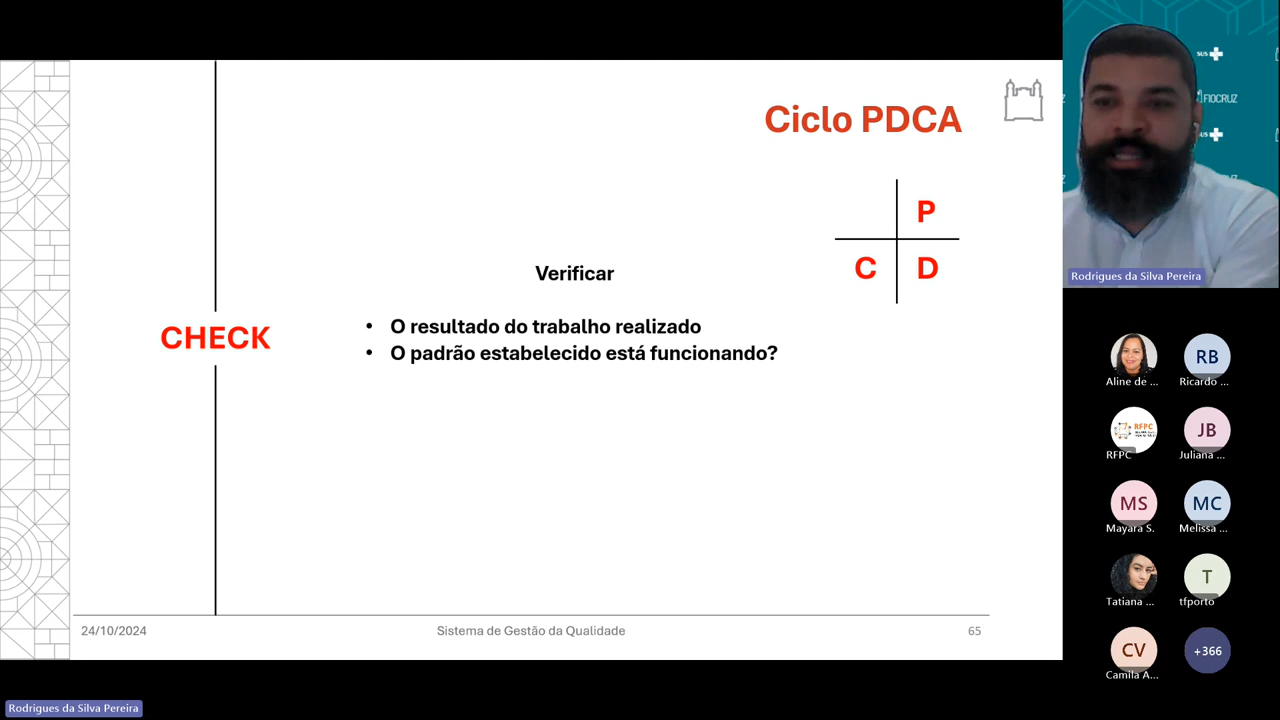 Ciclo PDCA
P
C D
Verificar
CHECK
• O resultado do trabalho realizado
• O padrão estabelecido está funcionando?
24/10/2024 Sistema de Gestão da Qualidade 65
SUS
FIOCRUZ
Rodrigues da Silva Pereira
Aline de ...
RB
Ricardo ...
RFPC
RFPC
JB
Juliana ...
MS
Mayara S.
MC
Melissa ...
Tatiana ...
T
tfporto
CV
Camila A...
+366
Rodrigues da Silva Pereira